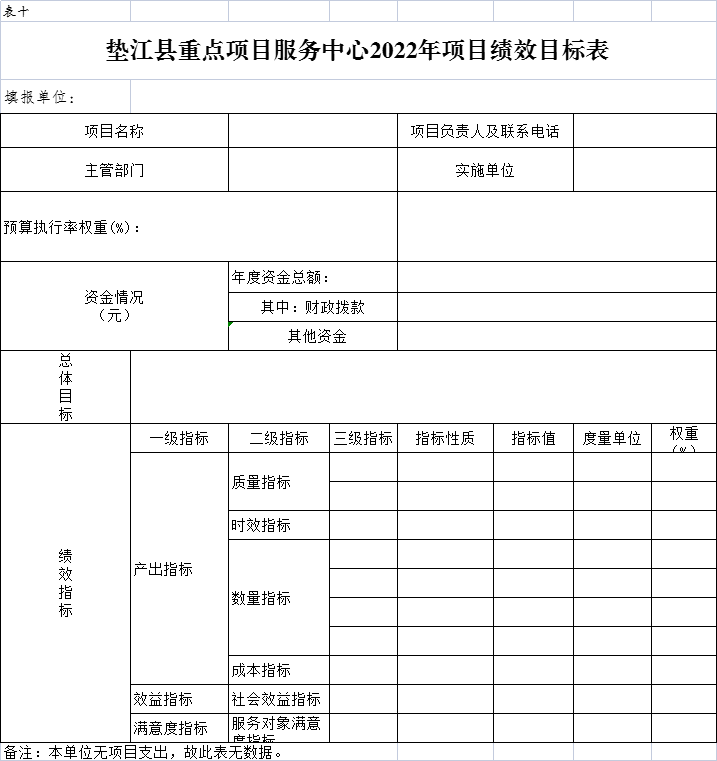 表十
垫江县重点项目服务中心2022年项目绩效目标表
填报单位：
项目名称 项目负责人及联系电话
主管部门 实施单位
预算执行率权重(%)：
资金情况
（元）
年度资金总额：
其中：财政拨款
其他资金
总
体
目
标
绩
效
指
标
一级指标 二级指标 三级指标 指标性质 指标值 度量单位 权重
(%)
产出指标
质量指标
时效指标
数量指标
成本指标
效益指标 社会效益指标
满意度指标 服务对象满意
度指标
备注：本单位无项目支出，故此表无数据。